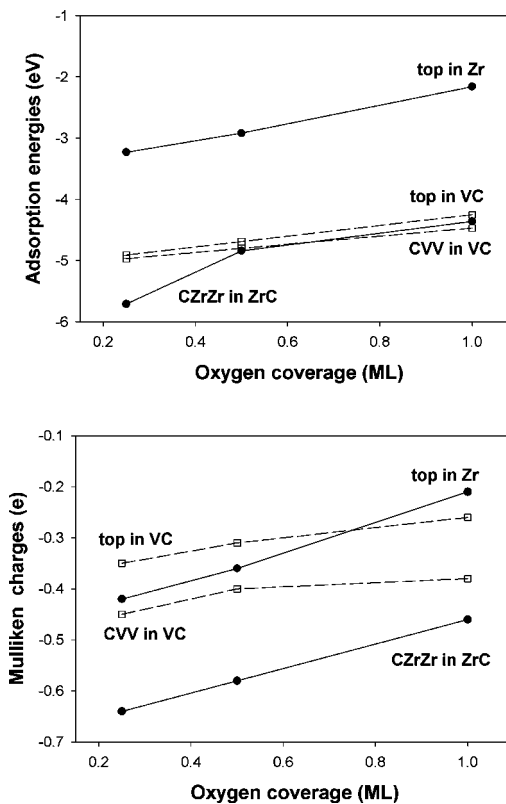 -1
-2
-3
-4
-5
-6
Adsorption energies (eV)
top in Zr
top in VC
CVV in VC
CZrZr in ZrC
0.2 0.4 0.6 0.8 1.0
Oxygen coverage (ML)
-0.1
-0.2
-0.3
-0.4
-0.5
-0.6
-0.7
Mulliken charges (e)
top in Zr
top in VC
CVV in VC
CZrZr in ZrC
0.2 0.4 0.6 0.8 1.0
Oxygen coverage (ML)